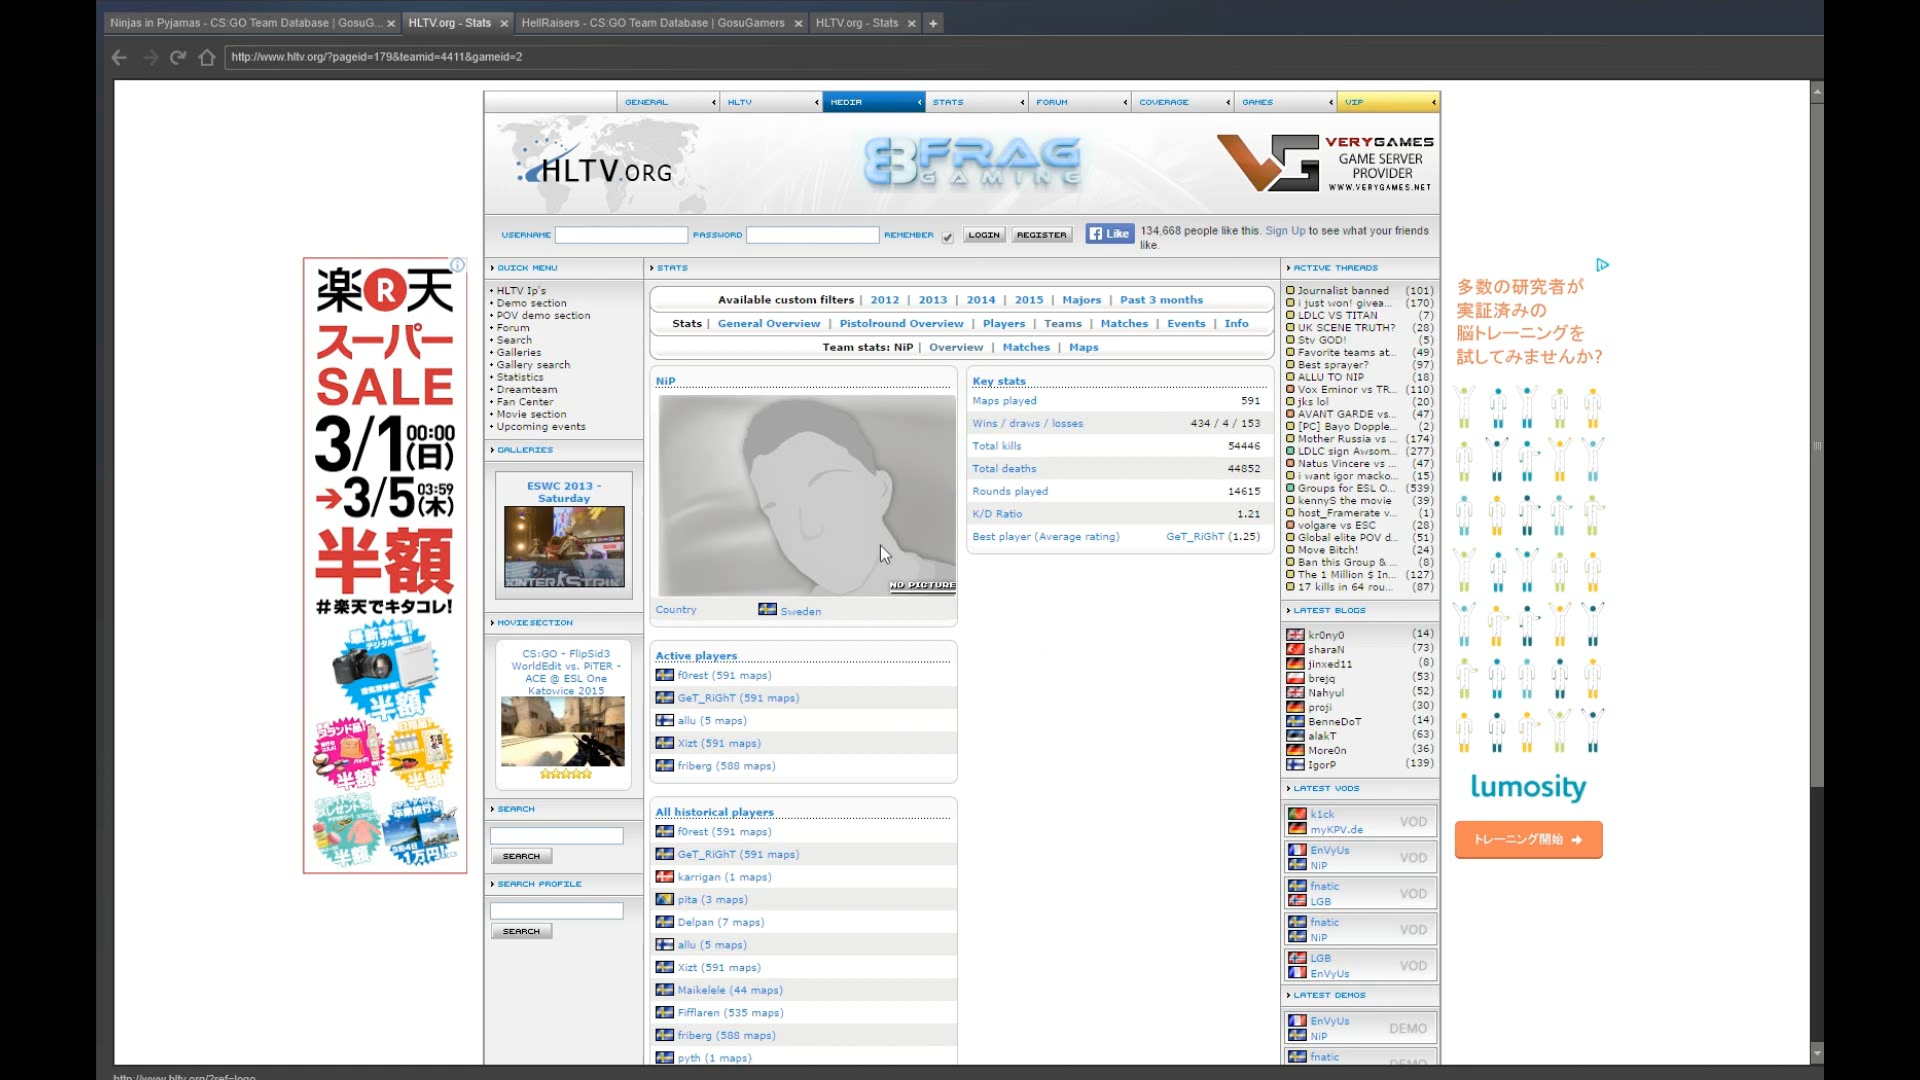 Ninjas in Pyjamas - CS:GO Team Database | GosuG...
HLTV.org - Stats
HellRaisers - CS:GO Team Database | GosuGamers
HLTV.org - Stats
http://www.hltv.org/?pageid=179&teamid=4411&gameid=2
GENERAL
HLTV
MEDIA
STATS
FORUM
COVERAGE
GAMES
VIP
HLTV.ORG
FRAG
GAMING
VERYGAMES
GAME SERVER
PROVIDER
WWW.VERYGAMES.NET
USERNAME
PASSWORD
REMEMBER
LOGIN
REGISTER
Like
134,668 people like this. Sign Up to see what your friends
like.
楽R天
スーパー
SALE
3/1 00:00 (日)
→3/5 03:59 (木)
半額
#楽天でキタコレ!
半額
半額
半額
半額
1万円!
QUICK MENU
HLTV Ip's
Demo section
POV demo section
Forum
Search
Galleries
Gallery search
Statistics
Dreamteam
Fan Center
Movie section
Upcoming events
GALLERIES
ESWC 2013 -
Saturday
MOVIESECTION
CS:GO - FlipSid3
WorldEdit vs. PiTER -
ACE @ ESL One
Katowice 2015
SEARCH
SEARCH
SEARCH PROFILE
SEARCH
STATS
Available custom filters | 2012 | 2013 | 2014 | 2015 | Majors | Past 3 months
Stats | General Overview | Pistolround Overview | Players | Teams | Matches | Events | Info
Team stats: NiP | Overview | Matches | Maps
NiP
NO PICTURE
Country Sweden
Key stats
Maps played 591
Wins / draws / losses 434 / 4 / 153
Total kills 54446
Total deaths 44852
Rounds played 14615
K/D Ratio 1.21
Best player (Average rating) GeT_RiGhT (1.25)
Active players
f0rest (591 maps)
GeT_RiGhT (591 maps)
allu (5 maps)
Xizt (591 maps)
friberg (588 maps)
All historical players
f0rest (591 maps)
GeT_RiGhT (591 maps)
karrigan (1 maps)
pita (3 maps)
Delpan (7 maps)
allu (5 maps)
Xizt (591 maps)
Maikelele (44 maps)
Fifflaren (535 maps)
friberg (588 maps)
pyth (1 maps)
ACTIVE THREADS
Journalist banned (101)
i just won! givea... (170)
LDLC VS TITAN (7)
UK SCENE TRUTH? (28)
Stv GOD! (5)
Favorite teams at... (49)
Best sprayer? (97)
ALLU TO NIP (18)
Vox Eminor vs TR... (110)
jks lol (20)
AVANT GARDE vs... (47)
[PC] Bayo Dopple... (2)
Mother Russia vs ... (174)
LDLC sign Awsom... (277)
Natus Vincere vs ... (47)
i want igor macko... (15)
Groups for ESL O... (539)
kennyS the movie (39)
host_Framerate v... (1)
volgare vs ESC (28)
Global elite POV d... (51)
Move Bitch! (24)
Ban this Group & ... (8)
The 1 Million $ In... (127)
17 kills in 64 rou... (87)
LATEST BLOGS
kr0ny0 (14)
sharaN (73)
jinxed11 (8)
brejq (53)
Nahyul (52)
proji (30)
BenneDoT (14)
alakT (63)
More0n (36)
IgorP (139)
LATEST VODS
k1ck
myKPV.de
VOD
EnVyUs
NiP
VOD
fnatic
LGB
VOD
fnatic
NiP
VOD
LGB
EnVyUs
VOD
LATEST DEMOS
EnVyUs
NiP
DEMO
fnatic
DEMO
多数の研究者が
実証済みの
脳トレーニングを
試してみませんか?
lumosity
トレーニング開始 →
http://www.hltv.org/?ref=logo